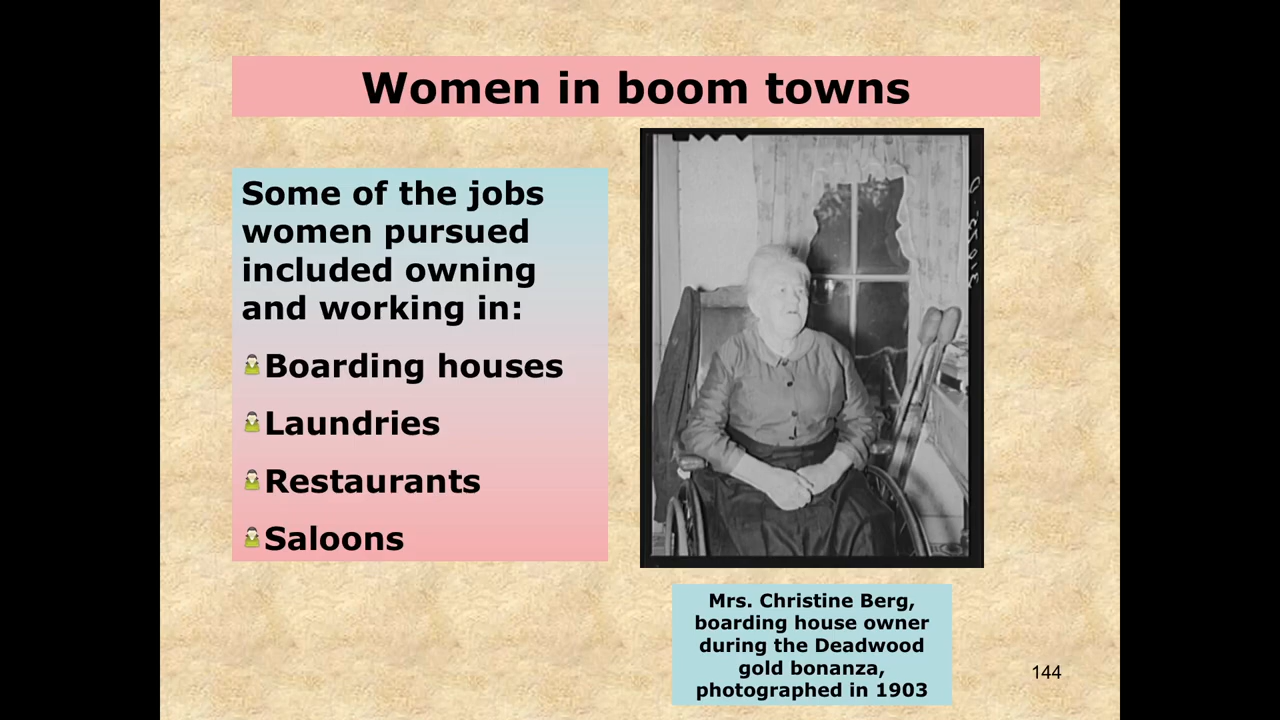 Women in boom towns
Some of the jobs
women pursued
included owning
and working in:
Boarding houses
Laundries
Restaurants
Saloons
Mrs. Christine Berg,
boarding house owner
during the Deadwood
gold bonanza,
photographed in 1903
144